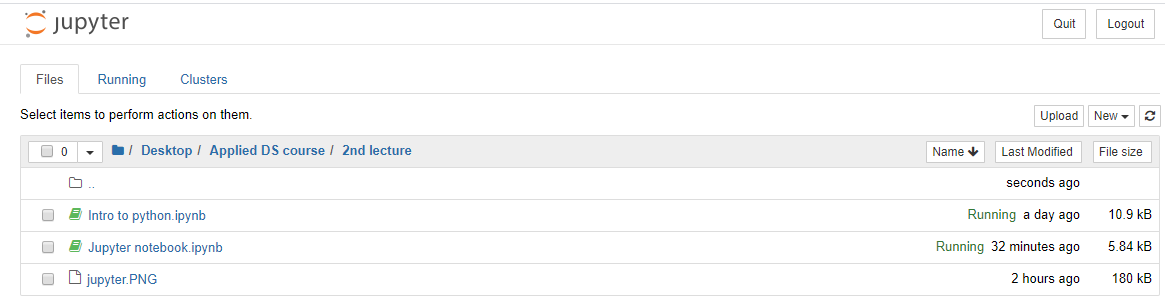 jupyter Quit Logout
Files Running Clusters
Select items to perform actions on them. Upload New
0 / Desktop / Applied DS course / 2nd lecture Name Last Modified File size
.. seconds ago
Intro to python.ipynb Running a day ago 10.9 kB
Jupyter notebook.ipynb Running 32 minutes ago 5.84 kB
jupyter.PNG 2 hours ago 180 kB